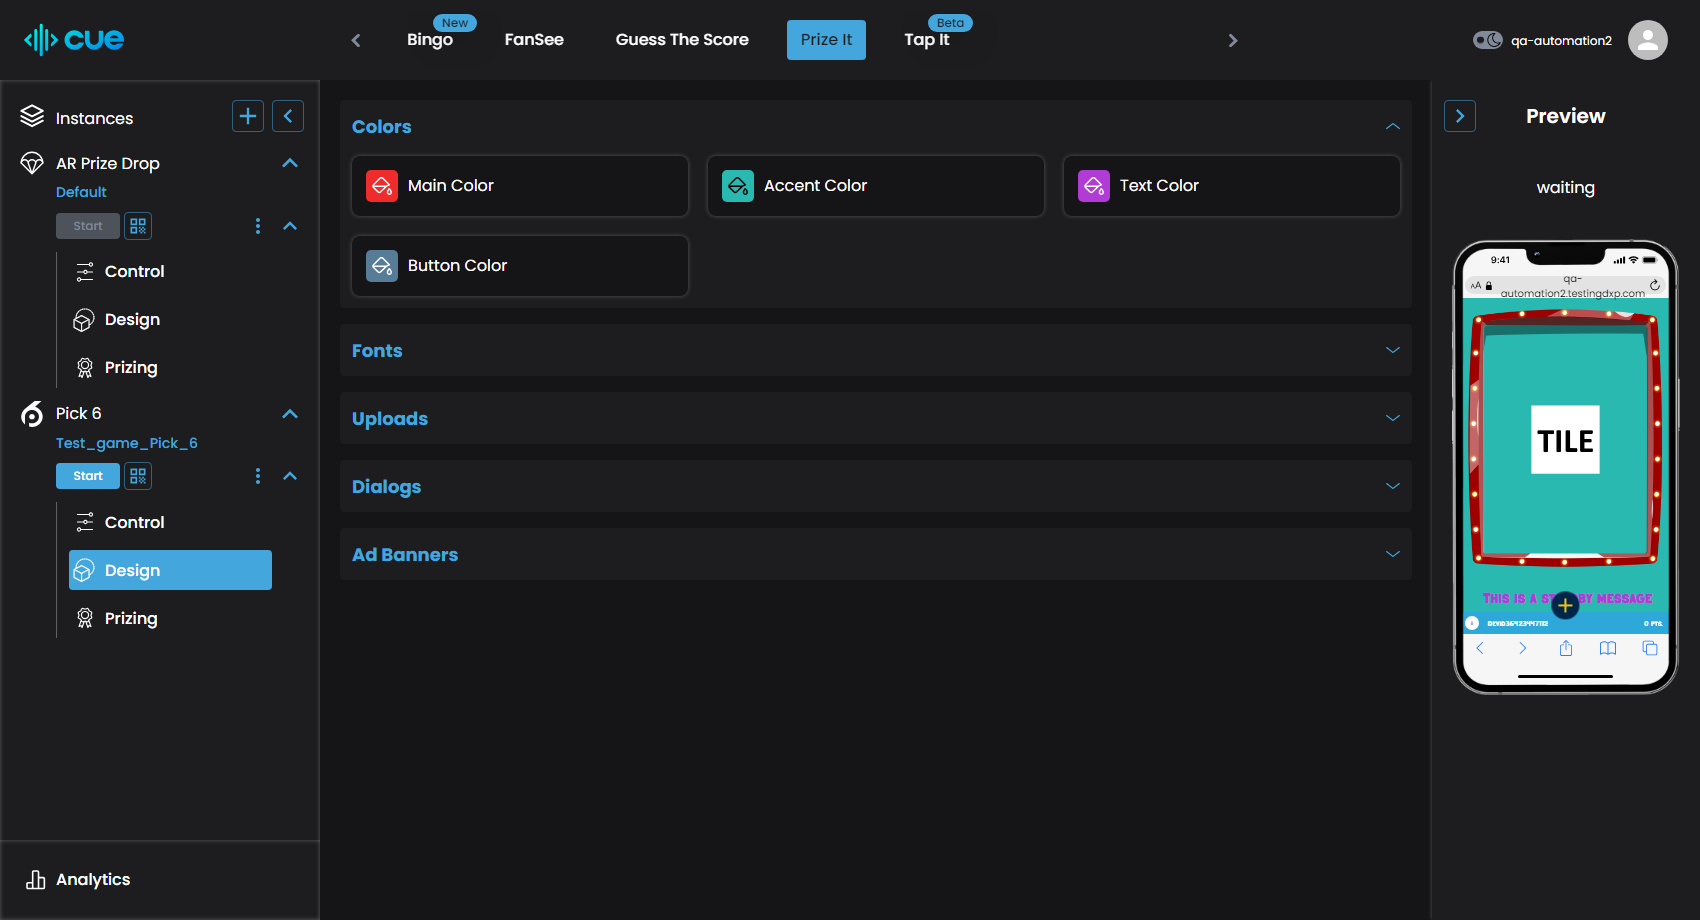 cue
New
Bingo
FanSee
Guess The Score
Prize It
Beta
Tap It
qa-automation2
Instances
AR Prize Drop
Default
Start
Control
Design
Prizing
Pick 6
Test_game_Pick_6
Start
Control
Design
Prizing
Analytics
Colors
Main Color
Accent Color
Text Color
Button Color
Fonts
Uploads
Dialogs
Ad Banners
Preview
waiting
9:41
AA
qa-
automation2.testingdxp.com
TILE
THIS IS A ST BY MESSAGE
0 PTS.